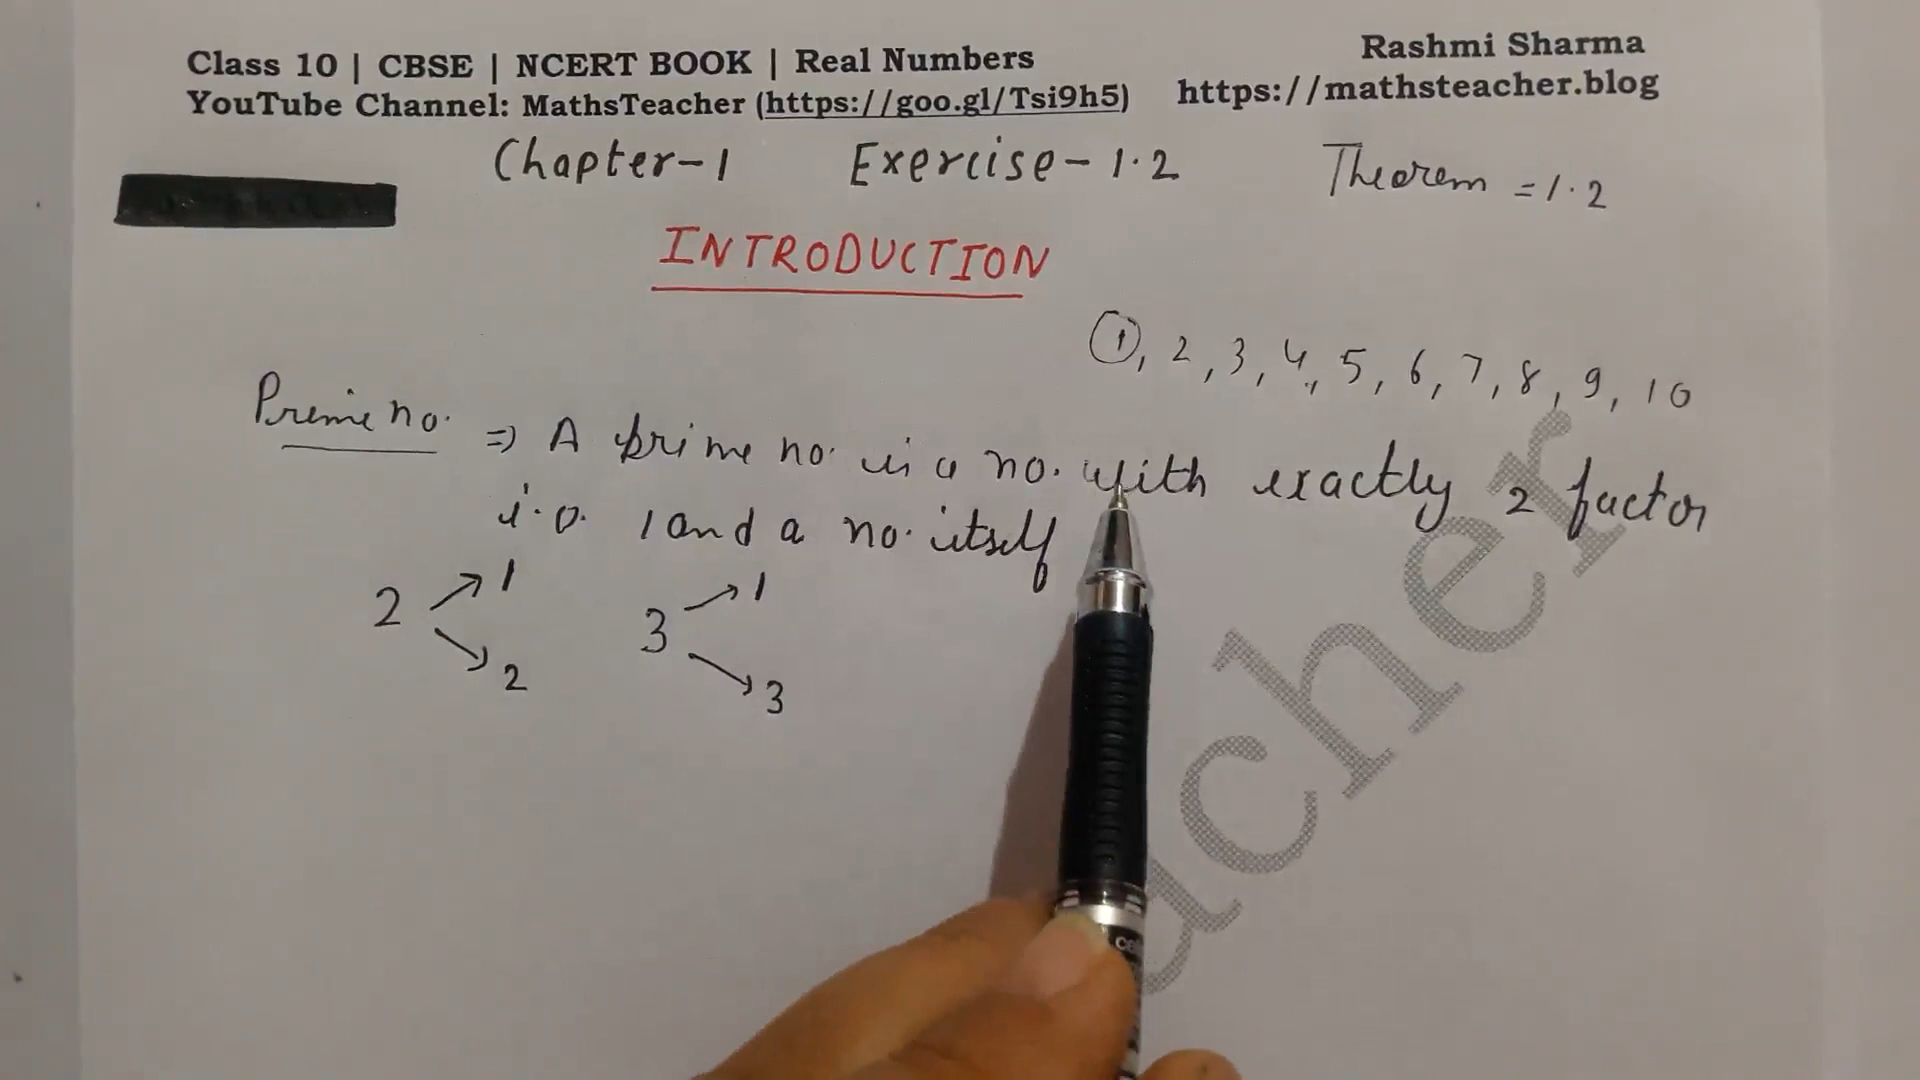 Class 10 | CBSE | NCERT BOOK | Real Numbers
Rashmi Sharma
YouTube Channel: MathsTeacher (https://goo.gl/Tsi9h5)
https://mathsteacher.blog
Chapter-1 Exercise-1.2 Theorem = 1.2
INTRODUCTION
1, 2, 3, 4, 5, 6, 7, 8, 9, 10
Prime no. ⇒ A prime no. is a no. with exactly 2 factor
i.e. 1 and a no. itself
2 → 1
→ 2
3 → 1
→ 3
acher